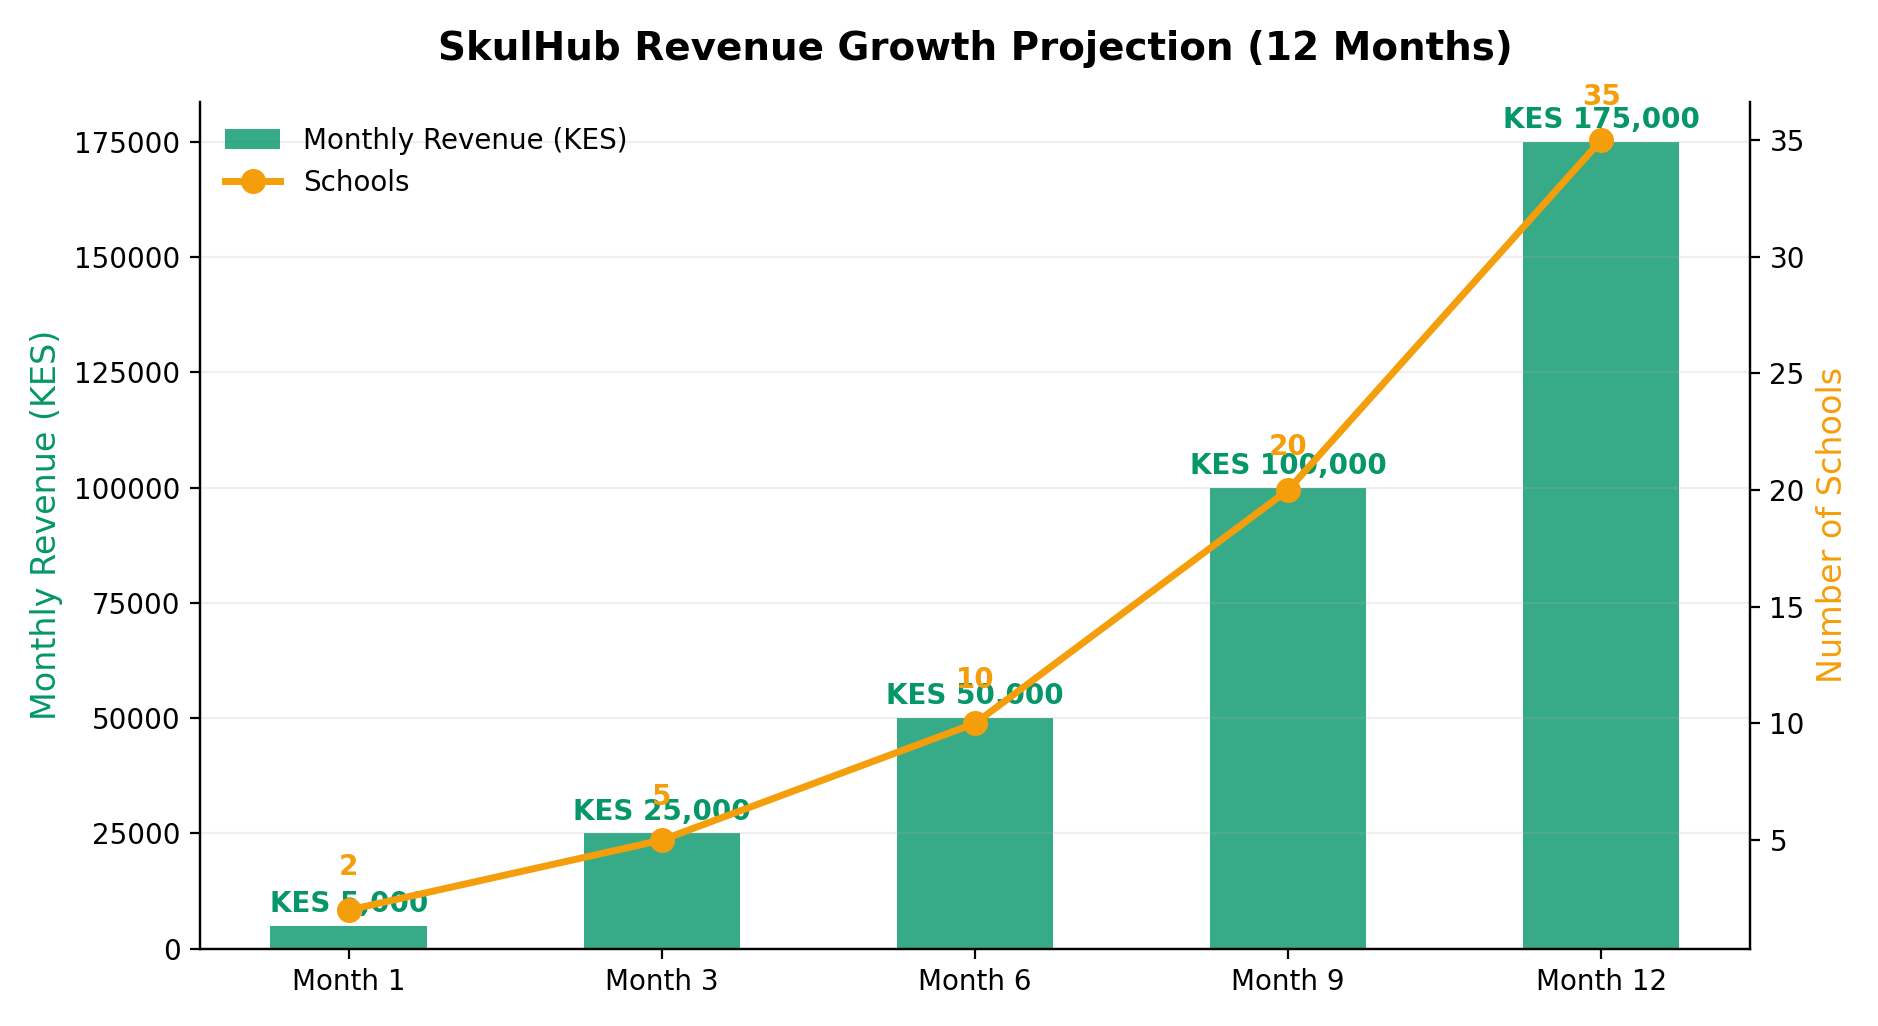 SkulHub Revenue Growth Projection (12 Months)
Monthly Revenue (KES)
Schools
Monthly Revenue (KES)
175000
150000
125000
100000
75000
50000
25000
0
2
KES 5,000
5
KES 25,000
10
KES 50,000
20
KES 100,000
35
KES 175,000
35
30
25
20
15
10
5
Number of Schools
Month 1
Month 3
Month 6
Month 9
Month 12